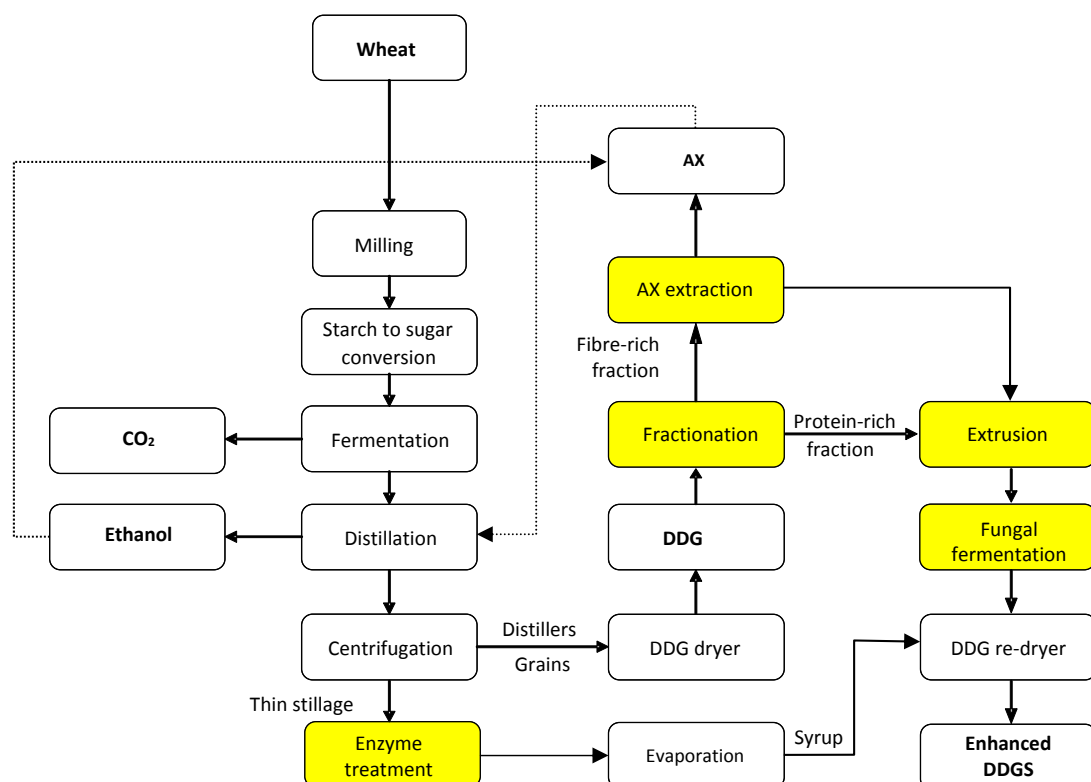 Wheat
AX
Milling
AX extraction
Starch to sugar
conversion
Fibre-rich
fraction
CO₂
Fermentation
Fractionation
Protein-rich
fraction
Extrusion
Ethanol
Distillation
DDG
Fungal
fermentation
Centrifugation
Distillers
Grains
DDG dryer
DDG re-dryer
Thin stillage
Enzyme
treatment
Evaporation
Syrup
Enhanced
DDGS